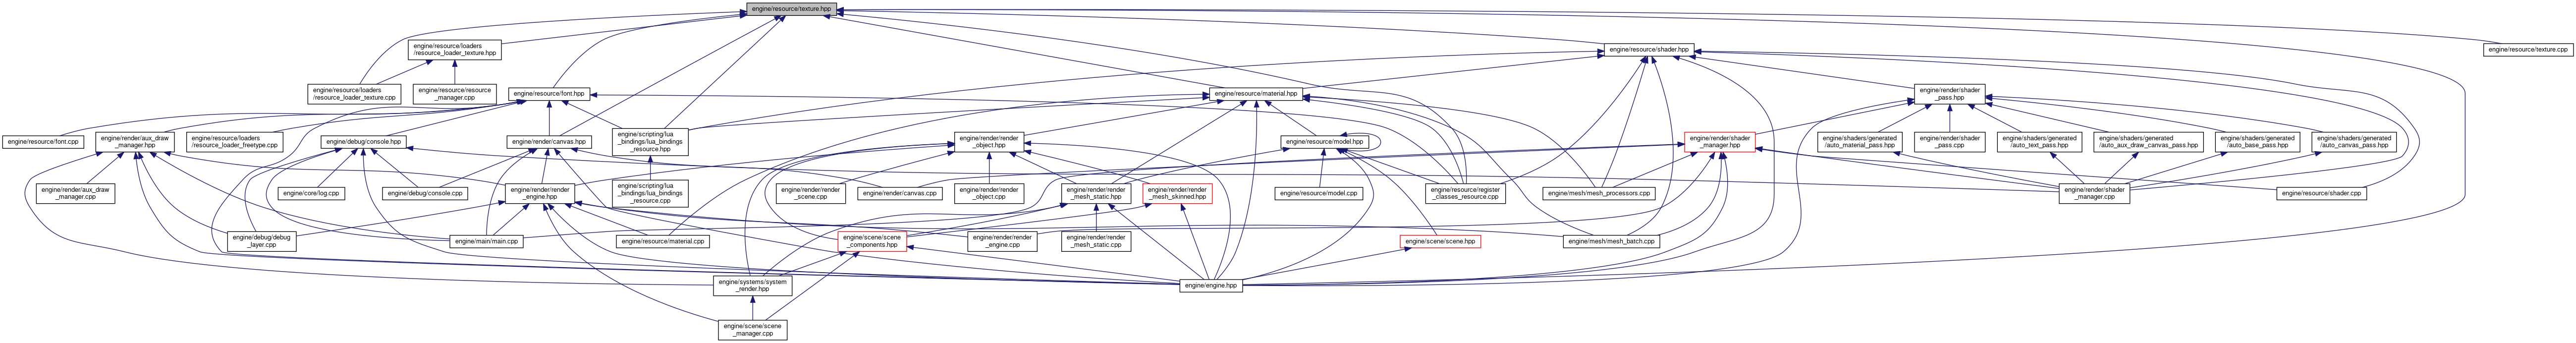 engine/resource/texture.hpp
engine/resource/loaders
/resource_loader_texture.hpp
engine/resource/shader.hpp
engine/resource/texture.cpp
engine/resource/loaders
/resource_loader_texture.cpp
engine/resource/resource
_manager.cpp
engine/resource/font.hpp
engine/resource/material.hpp
engine/render/shader
_pass.hpp
engine/resource/font.cpp
engine/render/aux_draw
_manager.hpp
engine/resource/loaders
/resource_loader_freetype.cpp
engine/debug/console.hpp
engine/render/canvas.hpp
engine/scripting/lua
_bindings/lua_bindings
_resource.hpp
engine/render/render
_object.hpp
engine/resource/model.hpp
engine/render/shader
_manager.hpp
engine/shaders/generated
/auto_material_pass.hpp
engine/render/shader
_pass.cpp
engine/shaders/generated
/auto_text_pass.hpp
engine/shaders/generated
/auto_aux_draw_canvas_pass.hpp
engine/shaders/generated
/auto_base_pass.hpp
engine/shaders/generated
/auto_canvas_pass.hpp
engine/render/aux_draw
_manager.cpp
engine/core/log.cpp
engine/debug/console.cpp
engine/render/render
_engine.hpp
engine/scripting/lua
_bindings/lua_bindings
_resource.cpp
engine/render/render
_scene.cpp
engine/render/canvas.cpp
engine/render/render
_object.cpp
engine/render/render
_mesh_static.hpp
engine/render/render
_mesh_skinned.hpp
engine/resource/model.cpp
engine/resource/register
_classes_resource.cpp
engine/mesh/mesh_processors.cpp
engine/render/shader
_manager.cpp
engine/resource/shader.cpp
engine/debug/debug
_layer.cpp
engine/main/main.cpp
engine/resource/material.cpp
engine/scene/scene
_components.hpp
engine/render/render
_engine.cpp
engine/render/render
_mesh_static.cpp
engine/scene/scene.hpp
engine/mesh/mesh_batch.cpp
engine/systems/system
_render.hpp
engine/engine.hpp
engine/scene/scene
_manager.cpp